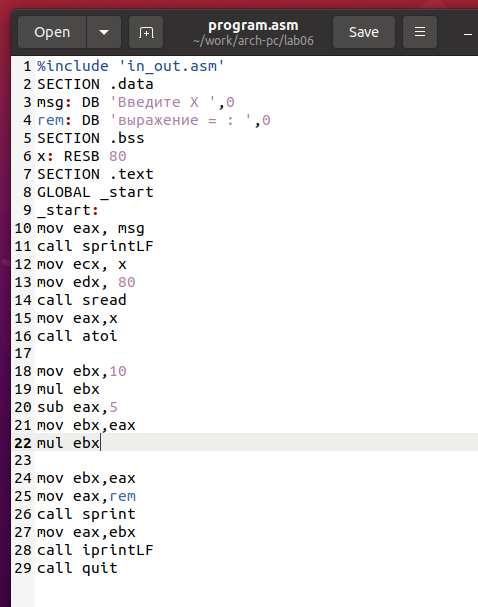 Open
program.asm
~/work/arch-pc/lab06
Save
1 %include 'in_out.asm'
2 SECTION .data
3 msg: DB 'Введите X ',0
4 rem: DB 'выражение = : ',0
5 SECTION .bss
6 x: RESB 80
7 SECTION .text
8 GLOBAL _start
9 _start:
10 mov eax, msg
11 call sprintLF
12 mov ecx, x
13 mov edx, 80
14 call sread
15 mov eax,x
16 call atoi
17
18 mov ebx,10
19 mul ebx
20 sub eax,5
21 mov ebx,eax
22 mul ebx
23
24 mov ebx,eax
25 mov eax,rem
26 call sprint
27 mov eax,ebx
28 call iprintLF
29 call quit